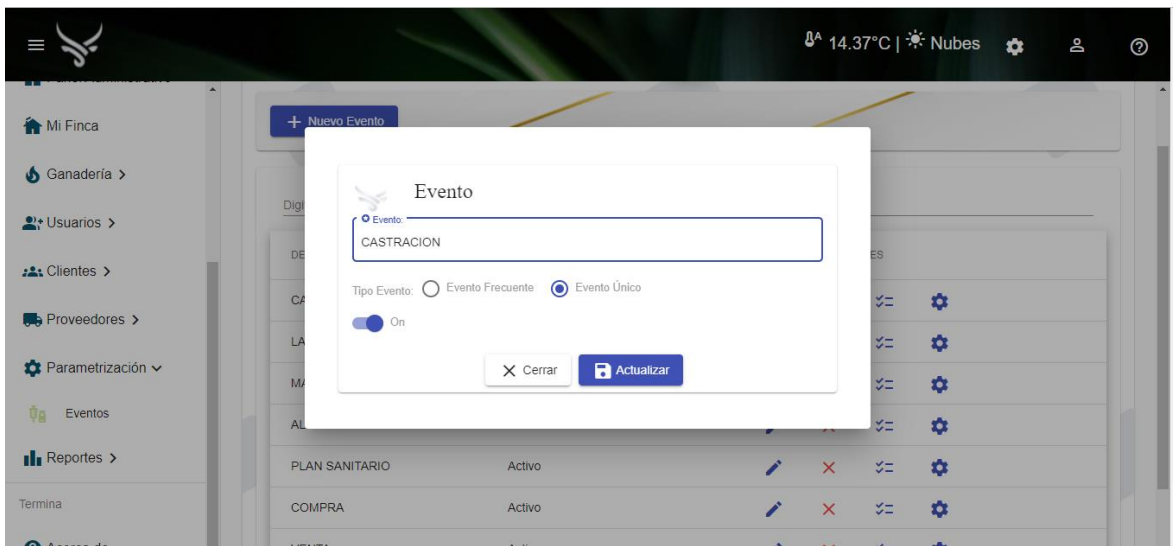 14.37°C | Nubes
Mi Finca
Nuevo Evento
Ganadería >
Evento
Usuarios >
Evento:
CASTRACION
Clientes >
Tipo Evento: Evento Frecuente Evento Único
Proveedores >
On
Parametrización
Cerrar Actualizar
Eventos
Reportes >
PLAN SANITARIO Activo
Termina
COMPRA Activo